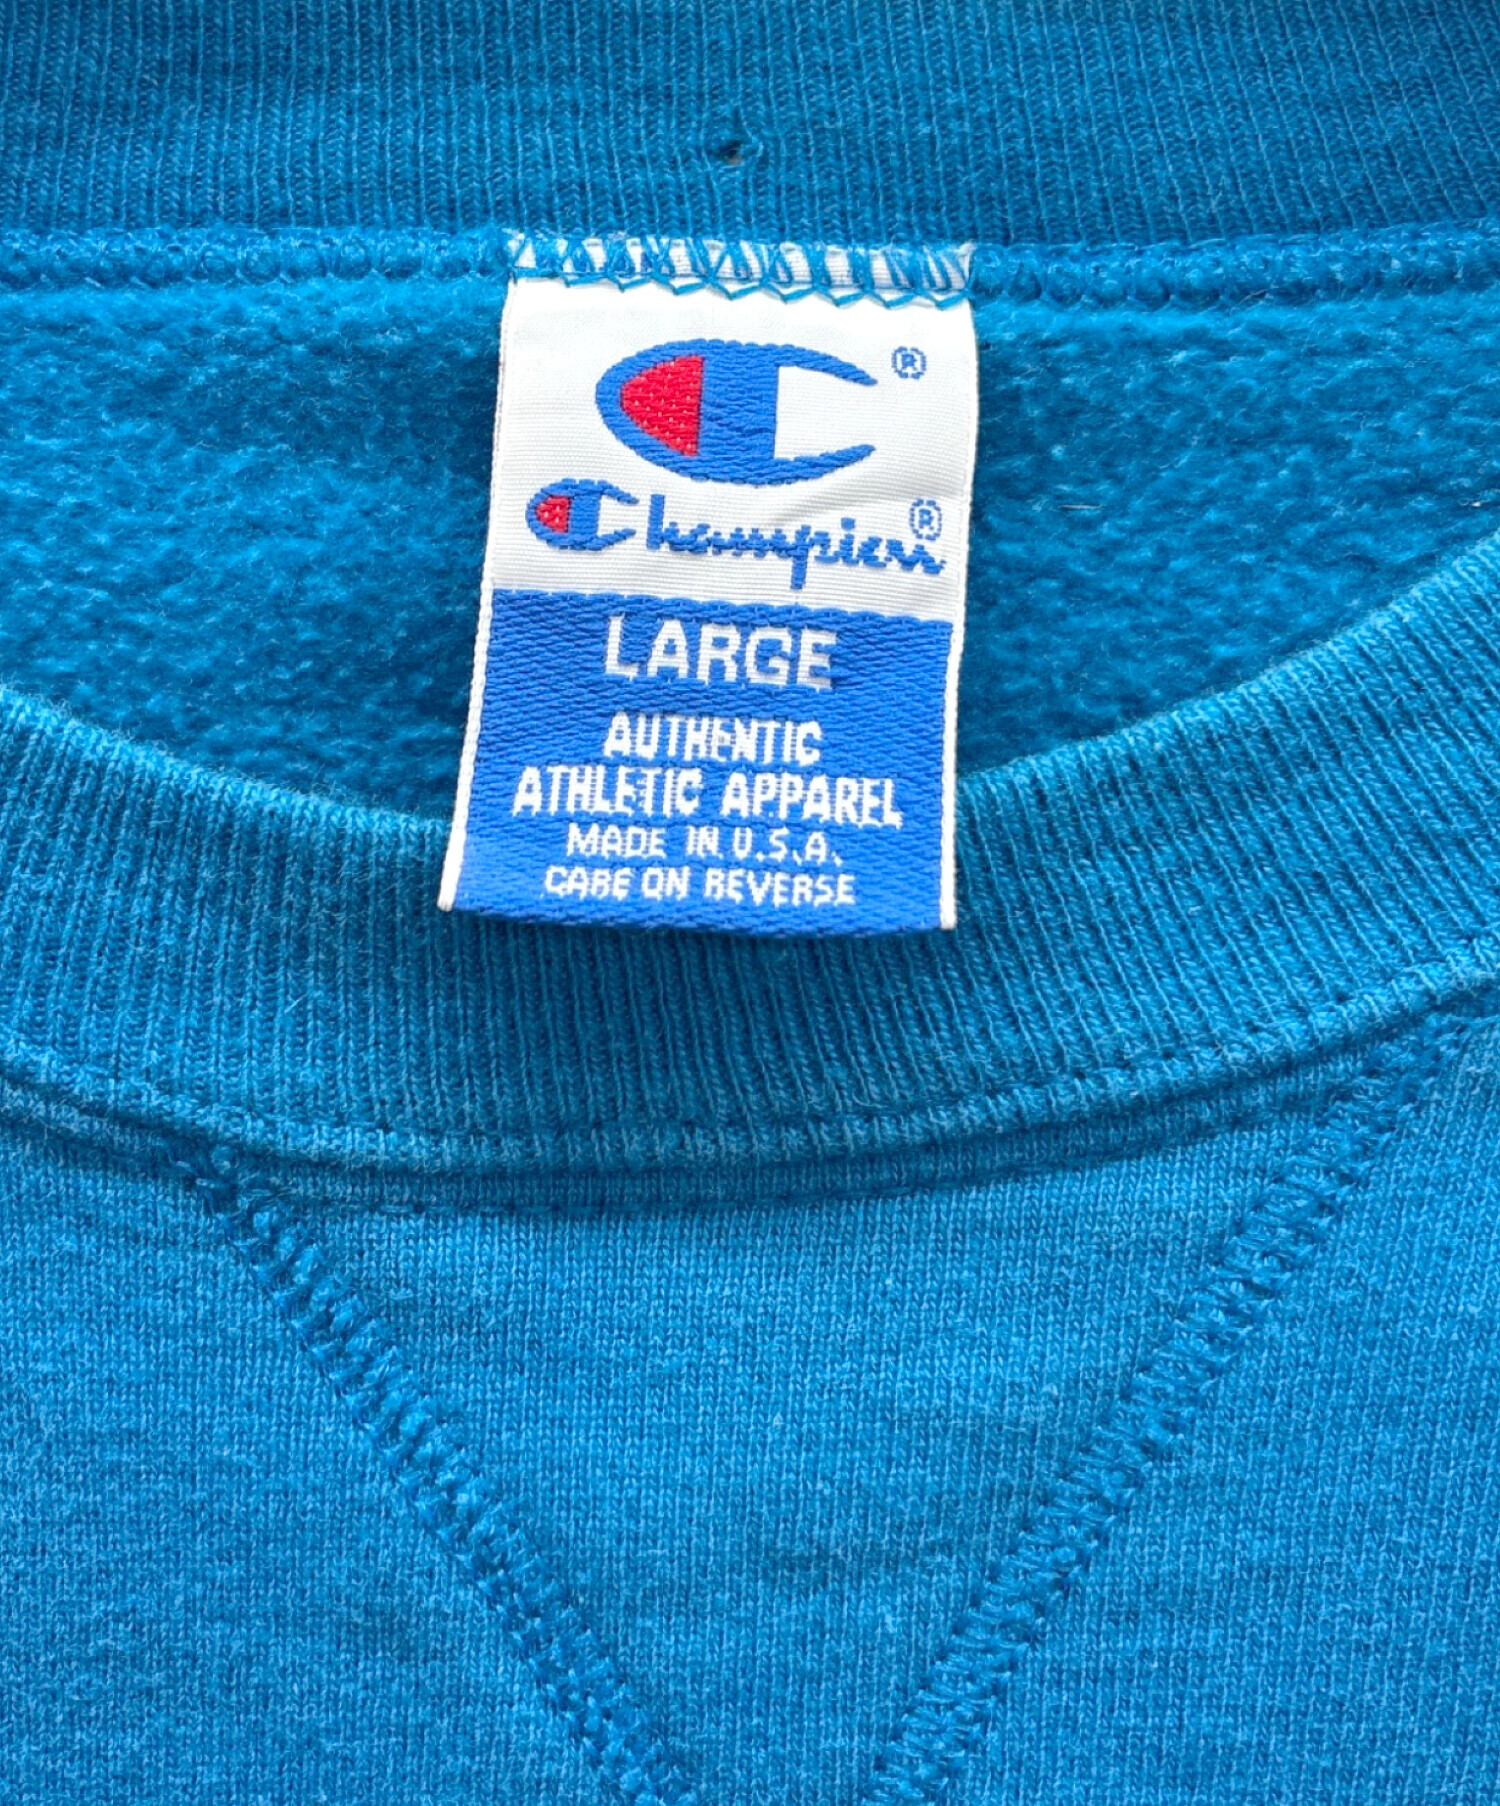 ®
Champion®
LARGE
AUTHENTIC
ATHLETIC APPAREL
MADE IN U.S.A.
CARE ON REVERSE